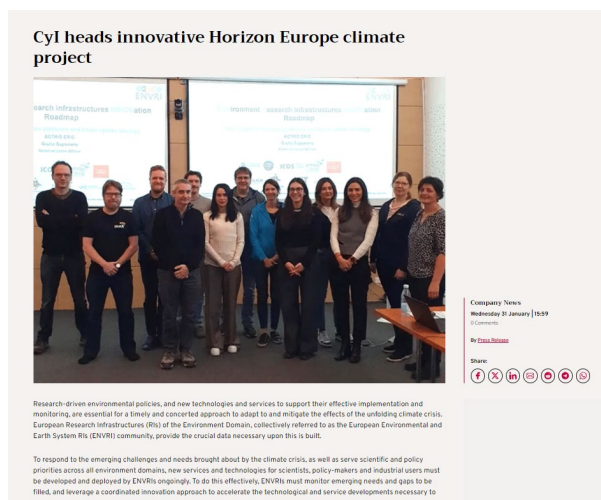 CyI heads innovative Horizon Europe climate
project
ENVRI
Roadmap
ENVRI
Roadmap
ICOS
Company News
Wednesday 31 January | 15:59
0 Comments
By Press Release
Share:
Research-driven environmental policies, and new technologies and services to support their effective implementation and
monitoring, are essential for a timely and concerted approach to adapt to and mitigate the effects of the unfolding climate crisis.
European Research Infrastructures (RIs) of the Environment Domain, collectively referred to as the European Environmental and
Earth System RIs (ENVRI) community, provide the crucial data necessary upon this is built.
To respond to the emerging challenges and needs brought about by the climate crisis, as well as serve scientific and policy
priorities across all environment domains, new services and technologies for scientists, policy-makers and industrial users must
be developed and deployed by ENVRIs ongoingly. To do this effectively, ENVRIs must monitor emerging needs and gaps to be
filled, and leverage a coordinated innovation approach to accelerate the technological and service developments necessary to